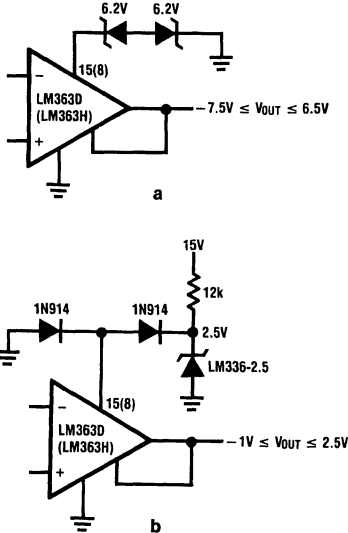 6.2V 6.2V
15(8)
−
LM363D
(LM363H)
+
−7.5V ≤ VOUT ≤ 6.5V
a
15V
12k
1N914 1N914
2.5V
LM336-2.5
15(8)
−
LM363D
(LM363H)
+
−1V ≤ VOUT ≤ 2.5V
b